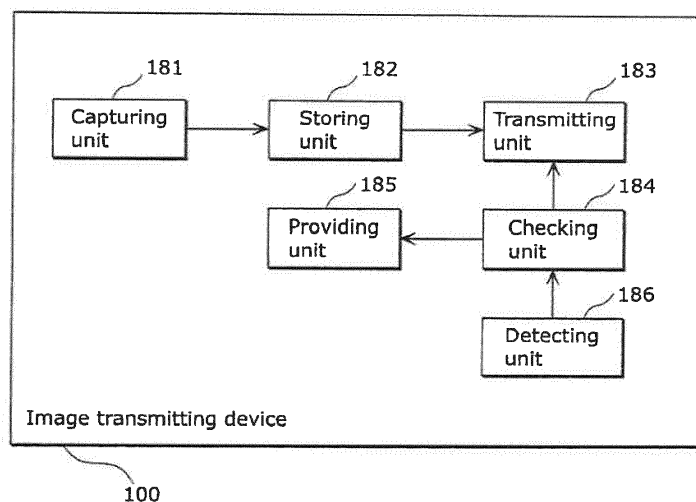 181
182
183
Capturing
unit
Storing
unit
Transmitting
unit
185
184
Providing
unit
Checking
unit
186
Detecting
unit
Image transmitting device
100